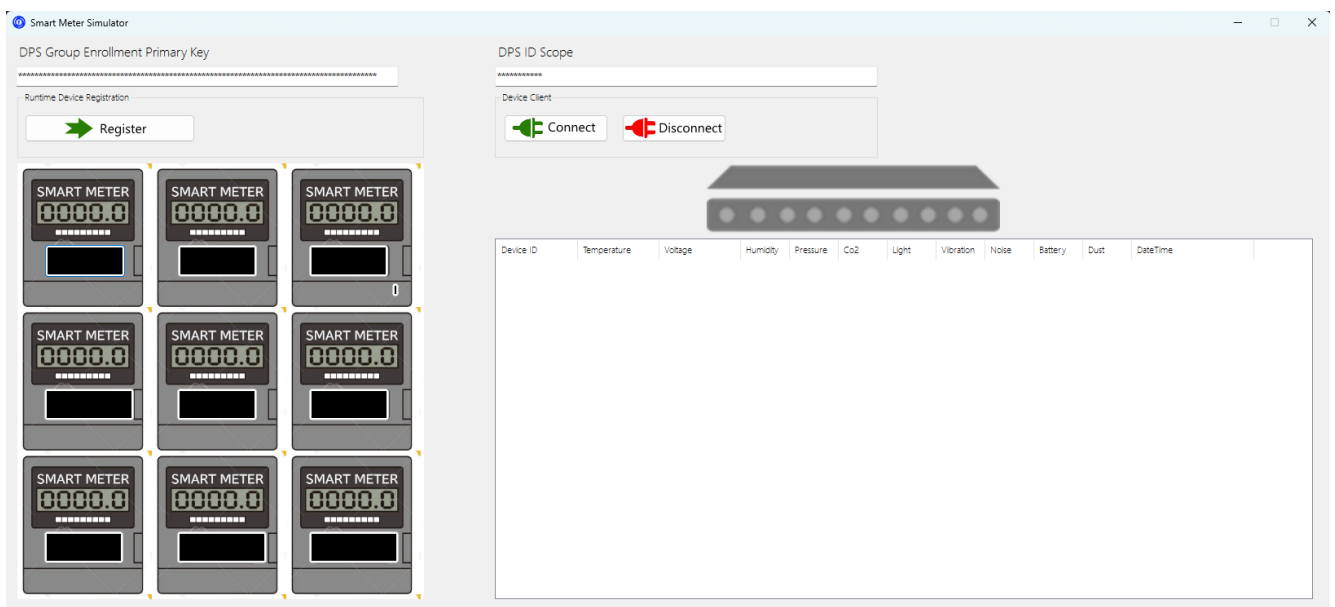 Smart Meter Simulator
DPS Group Enrollment Primary Key
DPS ID Scope
Runtime Device Registration
Register
Device Client
Connect
Disconnect
SMART METER SMART METER SMART METER
0000.0 0000.0 0000.0
SMART METER SMART METER SMART METER
0000.0 0000.0 0000.0
SMART METER SMART METER SMART METER
0000.0 0000.0 0000.0
Device ID Temperature Voltage Humidity Pressure Co2 Light Vibration Noise Battery Dust DateTime